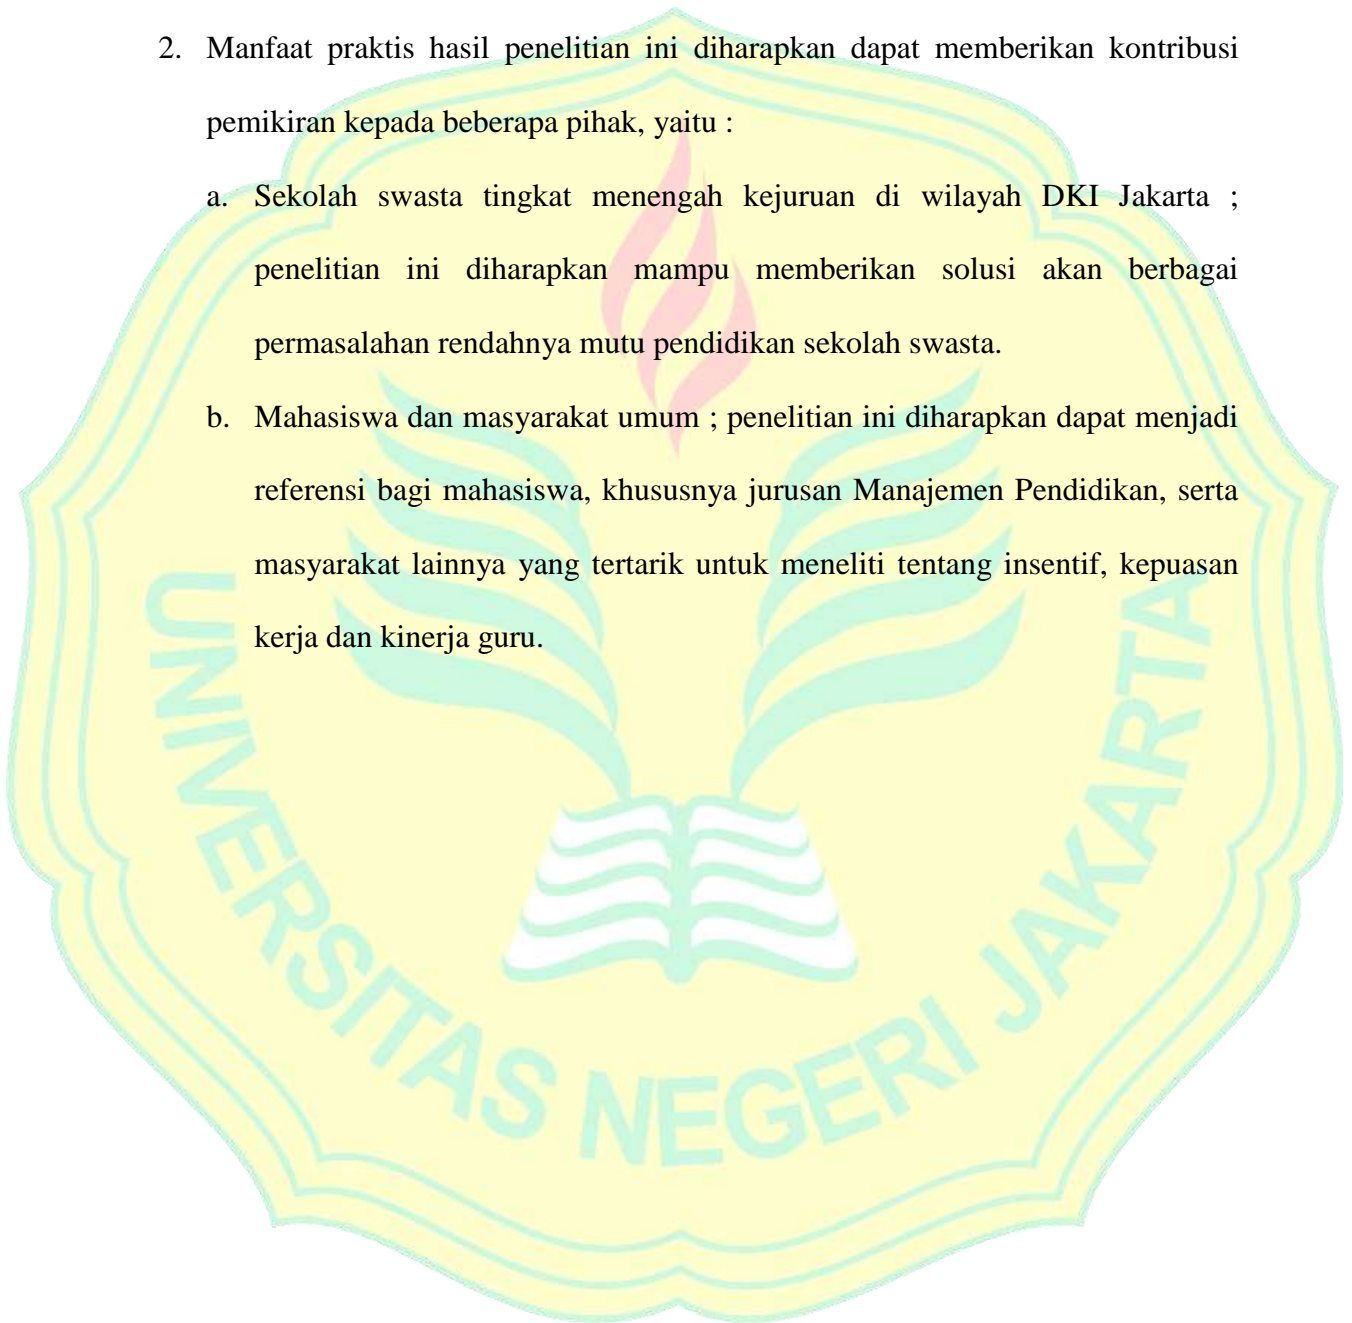 2. Manfaat praktis hasil penelitian ini diharapkan dapat memberikan kontribusi
pemikiran kepada beberapa pihak, yaitu :
a. Sekolah swasta tingkat menengah kejuruan di wilayah DKI Jakarta ;
penelitian ini diharapkan mampu memberikan solusi akan berbagai
permasalahan rendahnya mutu pendidikan sekolah swasta.
b. Mahasiswa dan masyarakat umum ; penelitian ini diharapkan dapat menjadi
referensi bagi mahasiswa, khususnya jurusan Manajemen Pendidikan, serta
masyarakat lainnya yang tertarik untuk meneliti tentang insentif, kepuasan
kerja dan kinerja guru.
UNIVERSITAS NEGERI JAKARTA